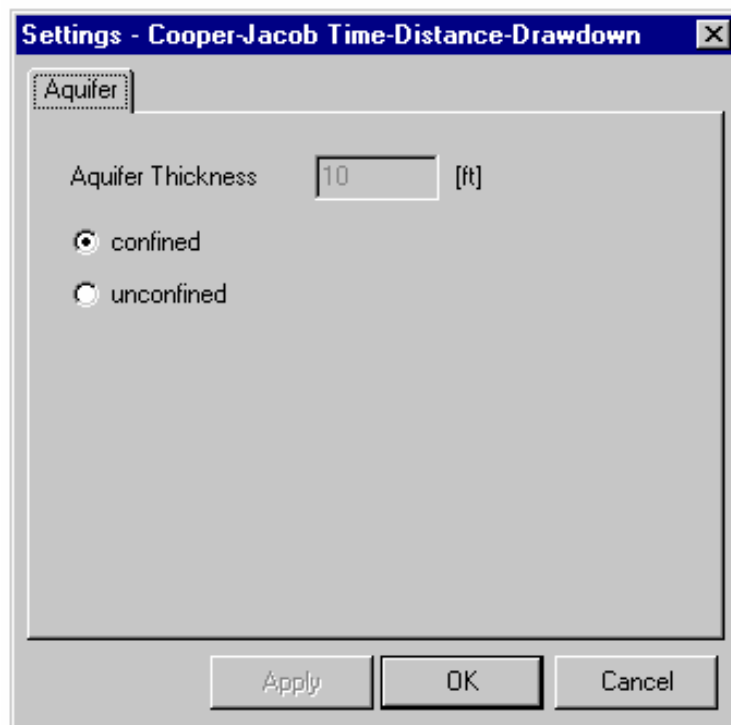 Settings - Cooper-Jacob Time-Distance-Drawdown
Aquifer
Aquifer Thickness 10 [ft]
confined
unconfined
Apply OK Cancel